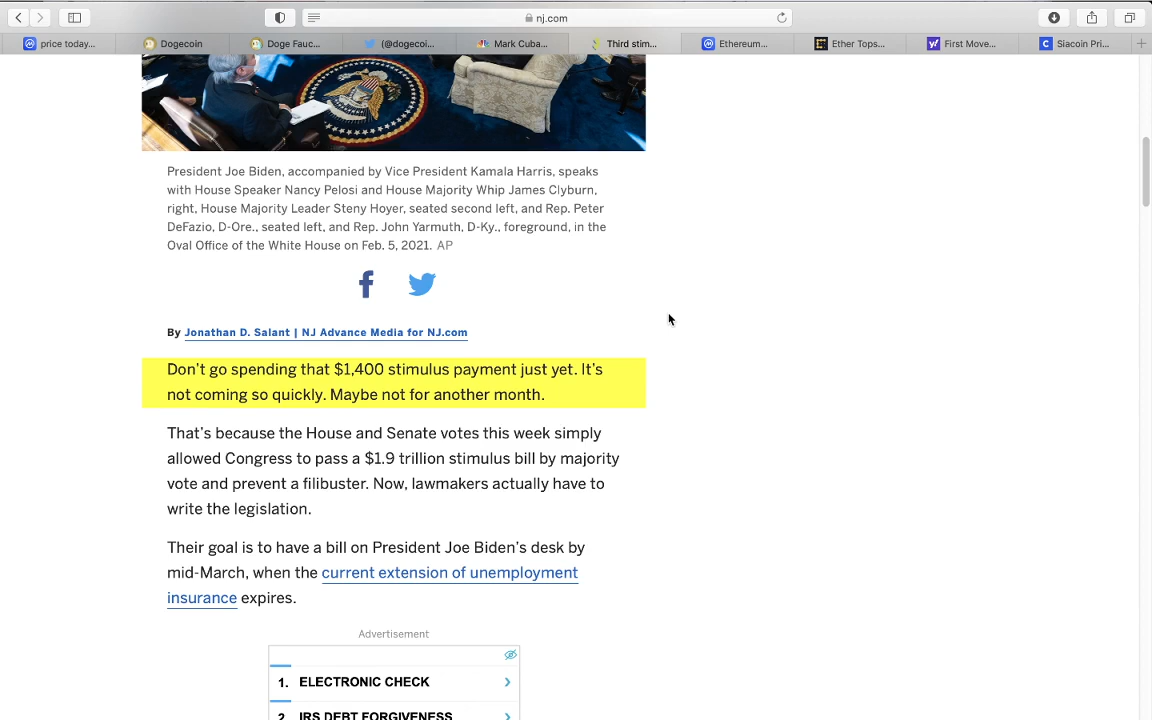 nj.com
price today...
Dogecoin
Doge Fauc...
(@dogecoi...
Mark Cuba...
Third stim...
Ethereum...
Ether Tops...
First Move...
Siacoin Pri...
President Joe Biden, accompanied by Vice President Kamala Harris, speaks
with House Speaker Nancy Pelosi and House Majority Whip James Clyburn,
right, House Majority Leader Steny Hoyer, seated second left, and Rep. Peter
DeFazio, D-Ore., seated left, and Rep. John Yarmuth, D-Ky., foreground, in the
Oval Office of the White House on Feb. 5, 2021. AP
By Jonathan D. Salant | NJ Advance Media for NJ.com
Don't go spending that $1,400 stimulus payment just yet. It's
not coming so quickly. Maybe not for another month.
That's because the House and Senate votes this week simply
allowed Congress to pass a $1.9 trillion stimulus bill by majority
vote and prevent a filibuster. Now, lawmakers actually have to
write the legislation.
Their goal is to have a bill on President Joe Biden's desk by
mid-March, when the current extension of unemployment
insurance expires.
Advertisement
1. ELECTRONIC CHECK
2. IRS DEBT FORGIVENESS